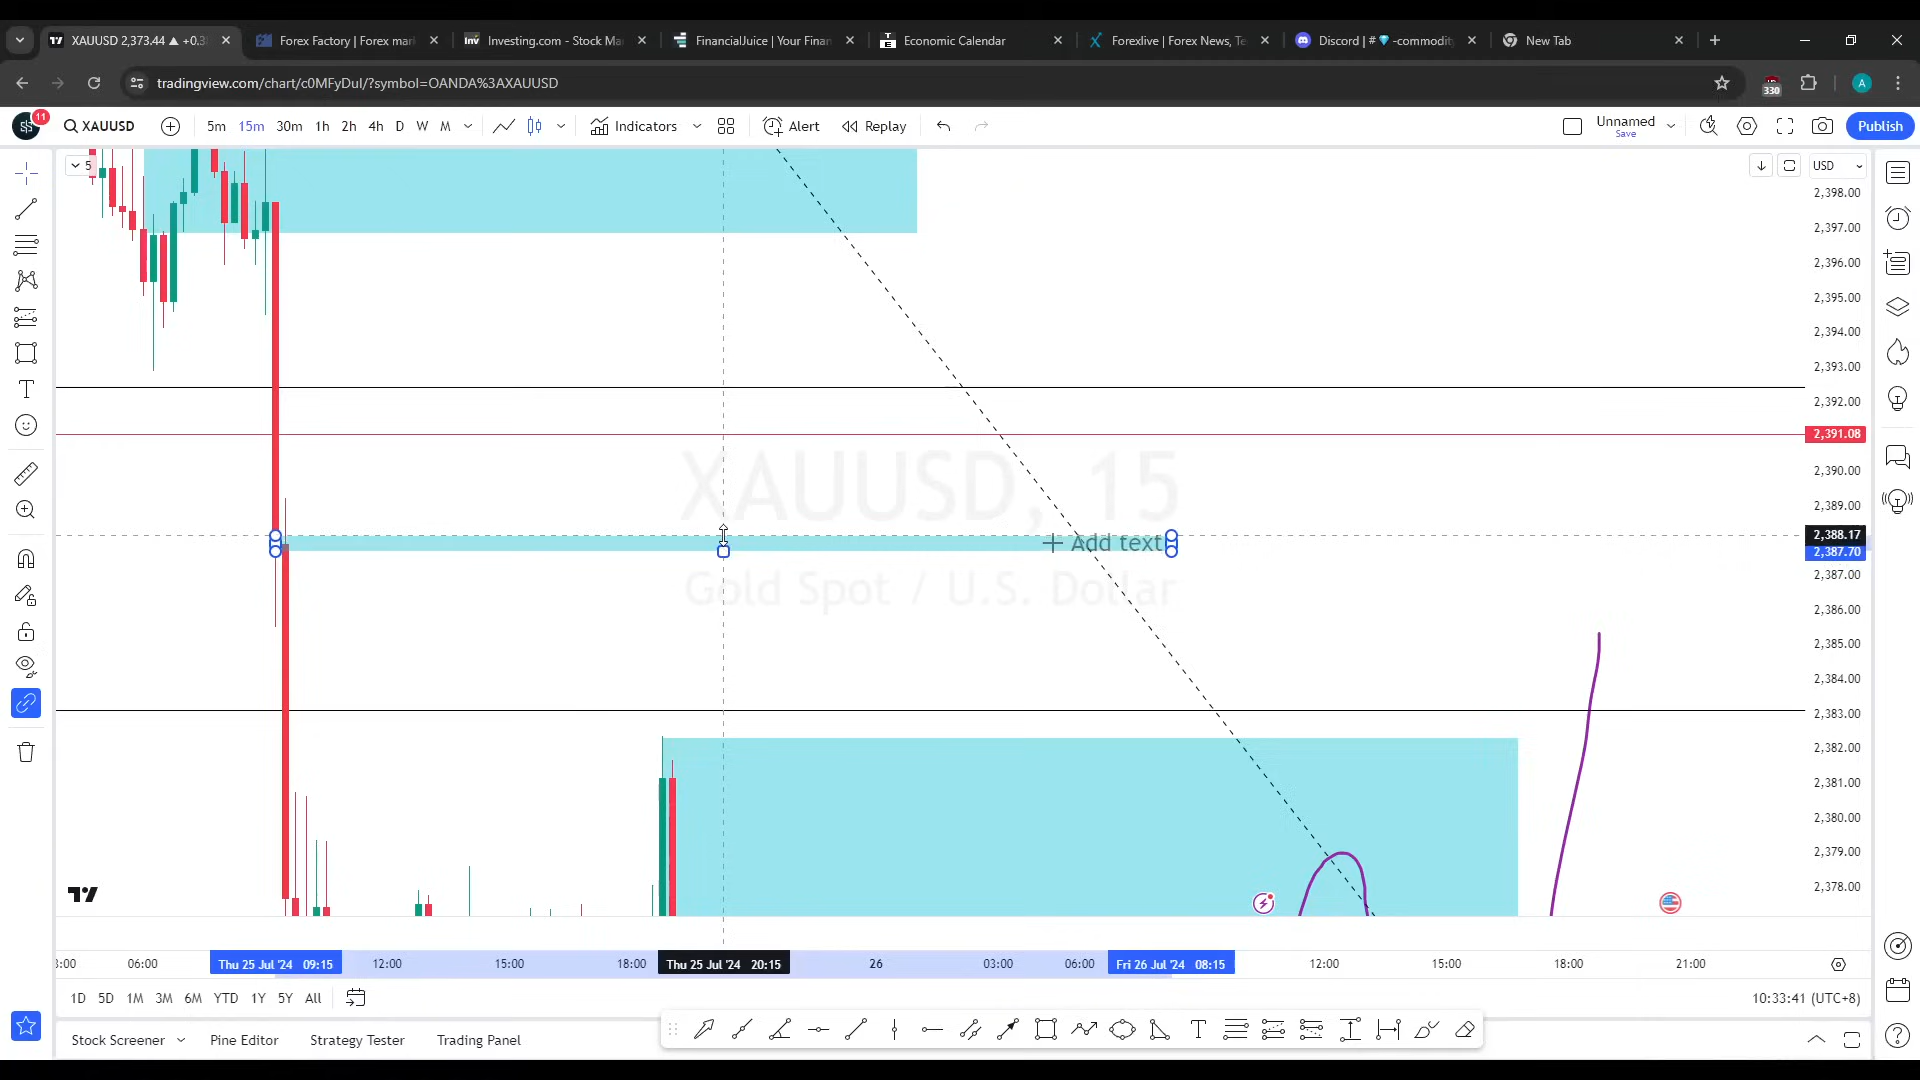 XAUUSD 2,373.44 ▲ +0.3
Forex Factory | Forex mar
Inv
Investing.com - Stock Ma
FinancialJuice | Your Finan
Economic Calendar
Forexlive | Forex News, Te
Discord | #💎-commodity
New Tab
tradingview.com/chart/c0MFyDuI/?symbol=OANDA%3AXAUUSD
330
A
11
XAUUSD
5m 15m 30m 1h 2h 4h D W M
Indicators
Alert
Replay
Unnamed
Save
Publish
5
USD
2,398.00
2,397.00
2,396.00
2,395.00
2,394.00
2,393.00
2,392.00
2,391.08
2,390.00
2,389.00
2,388.17
2,387.70
2,387.00
2,386.00
2,385.00
2,384.00
2,383.00
2,382.00
2,381.00
2,380.00
2,379.00
2,378.00
XAUUSD, 15
Add text
Gold Spot / U.S. Dollar
3:00 06:00 Thu 25 Jul '24 09:15 12:00 15:00 18:00 Thu 25 Jul '24 20:15 26 03:00 06:00 Fri 26 Jul '24 08:15 12:00 15:00 18:00 21:00
1D 5D 1M 3M 6M YTD 1Y 5Y All
10:33:41 (UTC+8)
Stock Screener
Pine Editor
Strategy Tester
Trading Panel